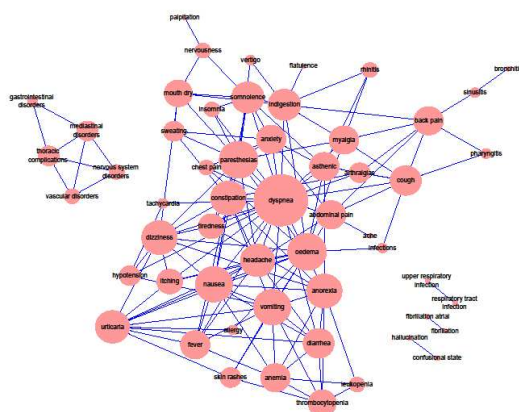 palpitation
nervousness
vertigo
flatulence
rhinitis
bronchiti
sinusitis
gastrointestinal
disorders
mouth dry
somnolence
insomnia
indigestion
mediastinal
disorders
sweating
anxiety
myalgia
back pain
thoracic
complications
nervous system
disorders
chest pain
paresthesias
asthenic
arthralgias
pharyngitis
cough
vascular disorders
tachycardia
constipation
dyspnea
abdominal pain
tiredness
ache
infections
dizziness
headache
oedema
hypotension
itching
nausea
anorexia
upper respiratory
infection
respiratory tract
infection
vomiting
fibrillation atrial
fibrillation
urticaria
fever
allergy
diarrhea
hallucination
confusional state
skin rashes
anemia
leukopenia
thrombocytopenia